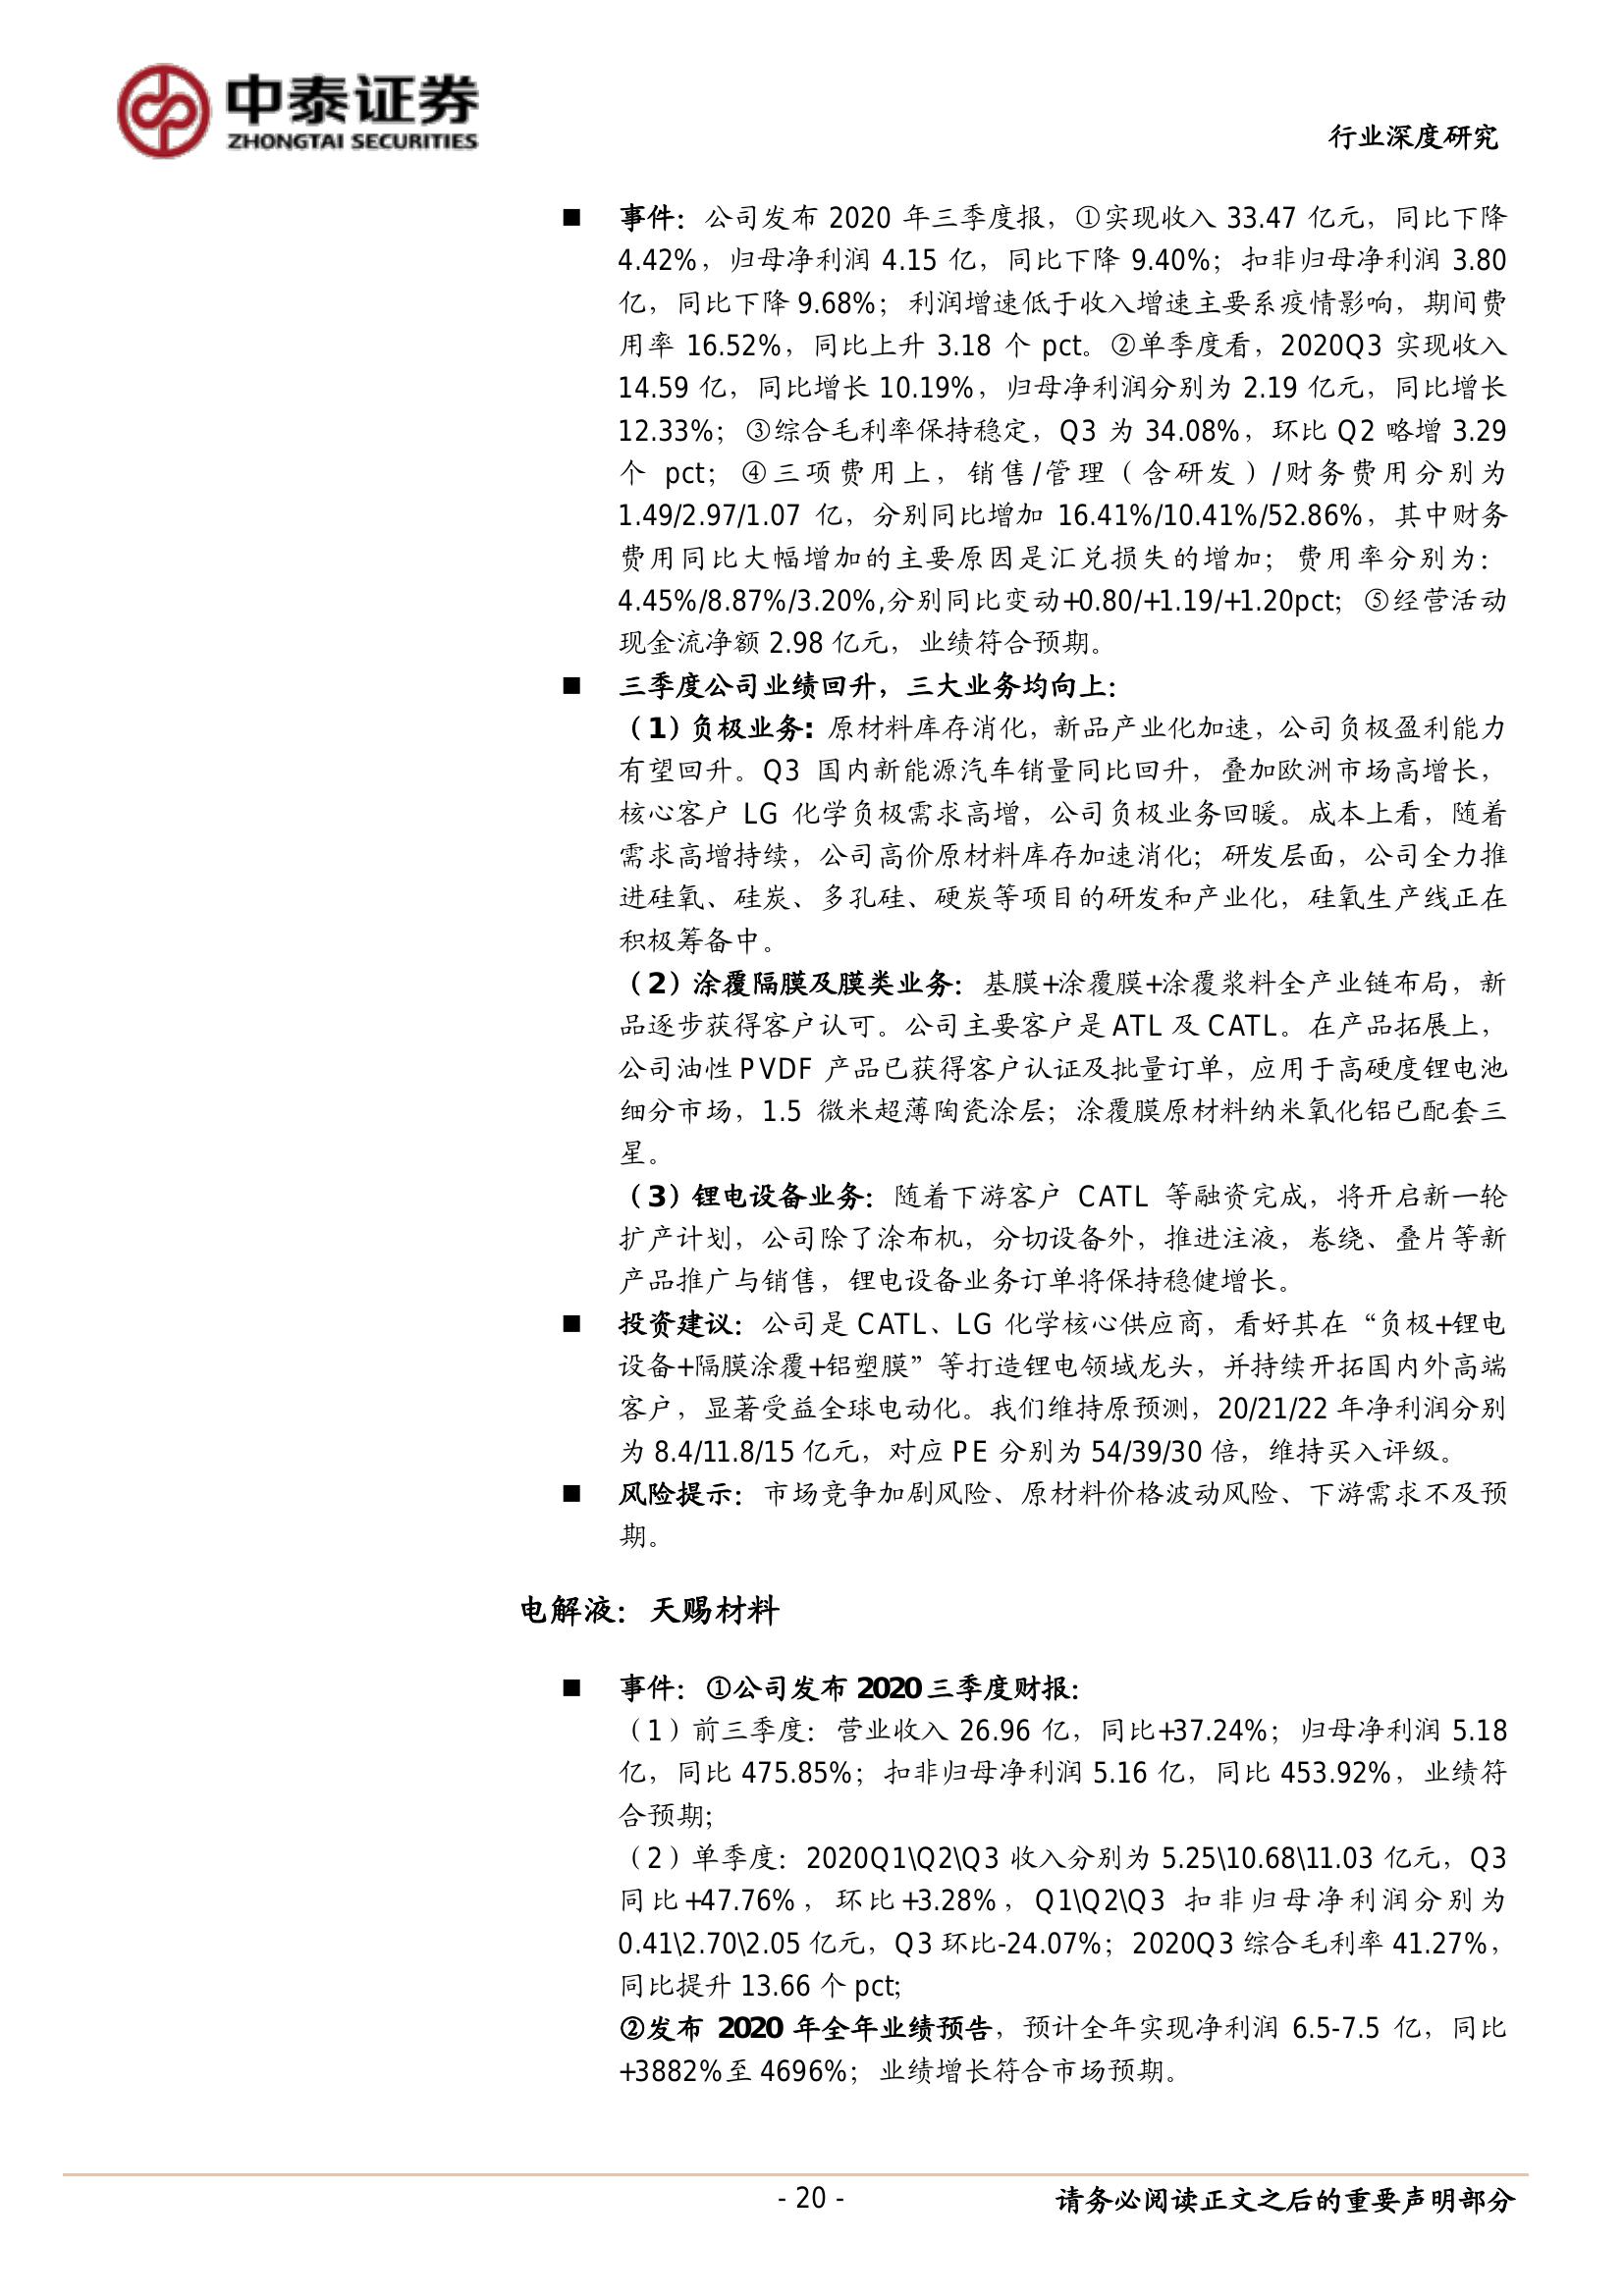 中泰证券
ZHONGTAI SECURITIES
行业深度研究
■ 事件：公司发布 2020 年三季度报，①实现收入 33.47 亿元，同比下降
4.42%，归母净利润 4.15 亿，同比下降 9.40%；扣非归母净利润 3.80
亿，同比下降 9.68%；利润增速低于收入增速主要系疫情影响，期间费
用率 16.52%，同比上升 3.18 个 pct。②单季度看，2020Q3 实现收入
14.59 亿，同比增长 10.19%，归母净利润分别为 2.19 亿元，同比增长
12.33%；③综合毛利率保持稳定，Q3 为 34.08%，环比 Q2 略增 3.29
个 pct；④三项费用上，销售/管理（含研发）/财务费用分别为
1.49/2.97/1.07 亿，分别同比增加 16.41%/10.41%/52.86%，其中财务
费用同比大幅增加的主要原因是汇兑损失的增加；费用率分别为：
4.45%/8.87%/3.20%,分别同比变动+0.80/+1.19/+1.20pct；⑤经营活动
现金流净额 2.98 亿元，业绩符合预期。
■ 三季度公司业绩回升，三大业务均向上：
（1）负极业务: 原材料库存消化，新品产业化加速，公司负极盈利能力
有望回升。Q3 国内新能源汽车销量同比回升，叠加欧洲市场高增长，
核心客户 LG 化学负极需求高增，公司负极业务回暖。成本上看，随着
需求高增持续，公司高价原材料库存加速消化；研发层面，公司全力推
进硅氧、硅炭、多孔硅、硬炭等项目的研发和产业化，硅氧生产线正在
积极筹备中。
（2）涂覆隔膜及膜类业务：基膜+涂覆膜+涂覆浆料全产业链布局，新
品逐步获得客户认可。公司主要客户是 ATL 及 CATL。在产品拓展上，
公司油性 PVDF 产品已获得客户认证及批量订单，应用于高硬度锂电池
细分市场，1.5 微米超薄陶瓷涂层；涂覆膜原材料纳米氧化铝已配套三
星。
（3）锂电设备业务：随着下游客户 CATL 等融资完成，将开启新一轮
扩产计划，公司除了涂布机，分切设备外，推进注液，卷绕、叠片等新
产品推广与销售，锂电设备业务订单将保持稳健增长。
■ 投资建议：公司是 CATL、LG 化学核心供应商，看好其在“负极+锂电
设备+隔膜涂覆+铝塑膜”等打造锂电领域龙头，并持续开拓国内外高端
客户，显著受益全球电动化。我们维持原预测，20/21/22 年净利润分别
为 8.4/11.8/15 亿元，对应 PE 分别为 54/39/30 倍，维持买入评级。
■ 风险提示：市场竞争加剧风险、原材料价格波动风险、下游需求不及预
期。
电解液：天赐材料
■ 事件：①公司发布 2020 三季度财报：
（1）前三季度：营业收入 26.96 亿，同比+37.24%；归母净利润 5.18
亿，同比 475.85%；扣非归母净利润 5.16 亿，同比 453.92%，业绩符
合预期;
（2）单季度：2020Q1\Q2\Q3 收入分别为 5.25\10.68\11.03 亿元，Q3
同比+47.76%，环比+3.28%，Q1\Q2\Q3 扣非归母净利润分别为
0.41\2.70\2.05 亿元，Q3 环比-24.07%；2020Q3 综合毛利率 41.27%，
同比提升 13.66 个 pct;
②发布 2020 年全年业绩预告，预计全年实现净利润 6.5-7.5 亿，同比
+3882%至 4696%；业绩增长符合市场预期。
- 20 -
请务必阅读正文之后的重要声明部分